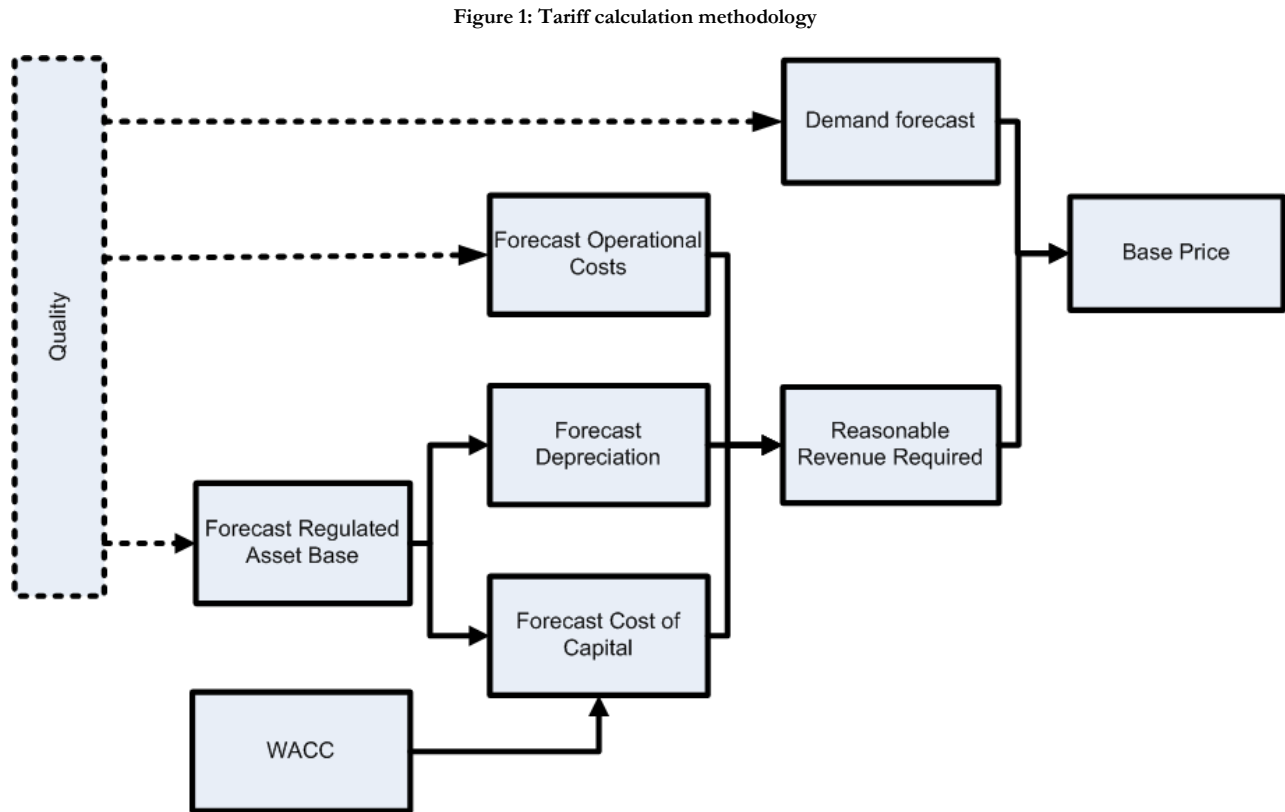 Figure 1: Tariff calculation methodology
Demand forecast
Forecast Operational
Costs
Base Price
Quality
Forecast
Depreciation
Reasonable
Revenue Required
Forecast Regulated
Asset Base
Forecast Cost of
Capital
WACC